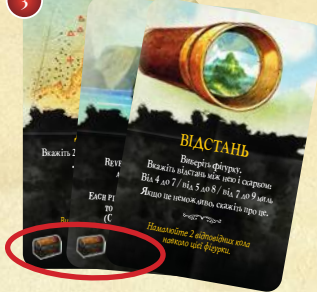 3
Вкажіть 2
REVE
EACH PI
TO
(C
ВІДСТАНЬ
Виберіть фігурку.
Вкажіть відстань між нею і скарбом:
Від 4 до 7 / від 5 до 8 / від 7 до 9 миль
Якщо це неможливо, скажіть про це.
Намалюйте 2 відповідних кола
навколо цієї фігурки.